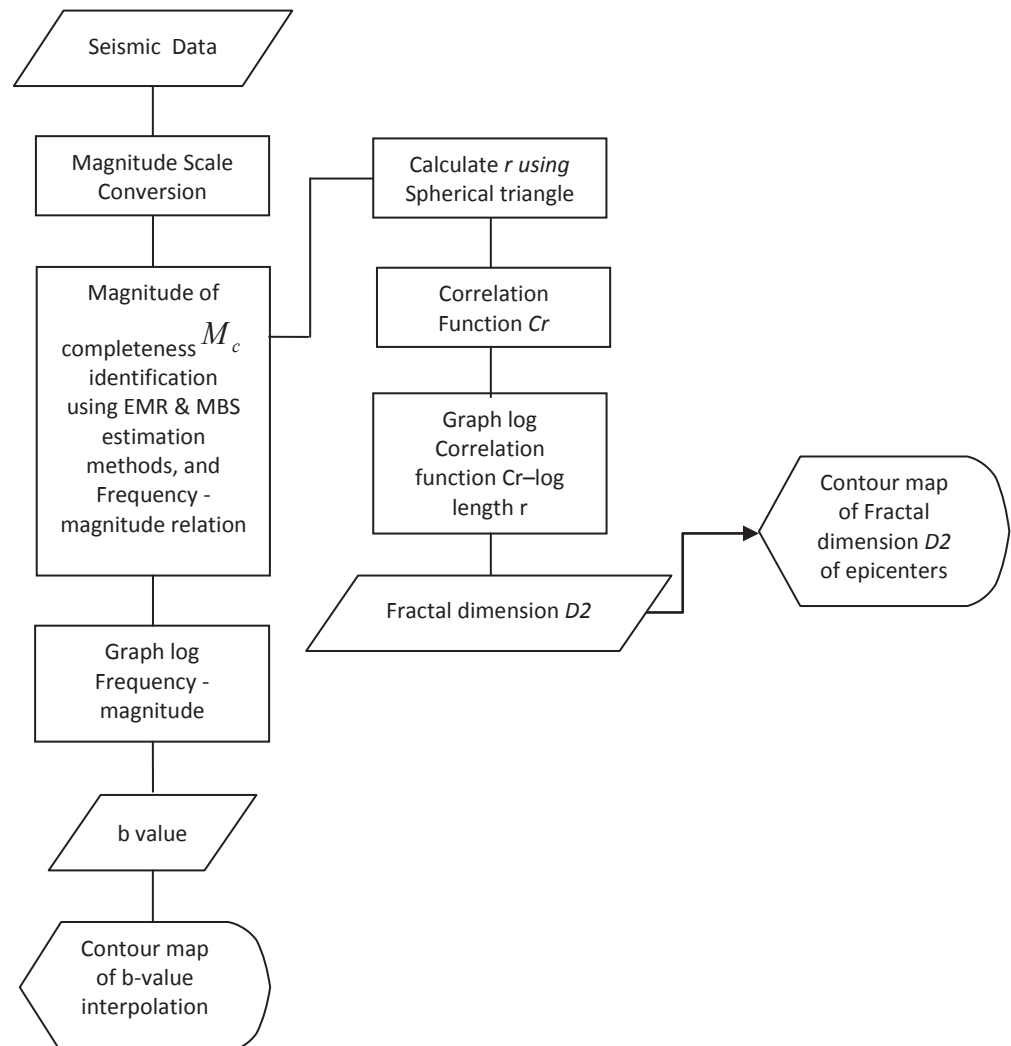 Seismic Data
Magnitude Scale
Conversion
Magnitude of
completeness M_c
identification
using EMR & MBS
estimation
methods, and
Frequency -
magnitude relation
Graph log
Frequency -
magnitude
b value
Contour map
of b-value
interpolation
Calculate r using
Spherical triangle
Correlation
Function Cr
Graph log
Correlation
function Cr–log
length r
Fractal dimension D2
Contour map
of Fractal
dimension D2
of epicenters